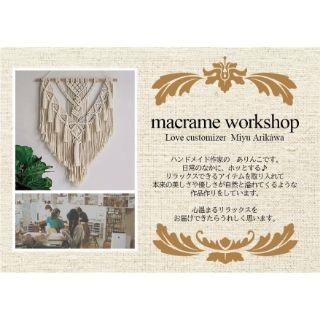 macrame workshop
Love customizer Miyu Arikawa
ハンドメイド作家の ありんこです。
日常のなかに、ホッとする♪
リラックスできるアイテムを取り入れて
本来の美しさや優しさが自然と溢れてくるような
作品作りをしています。
心温まるリラックスを
お届けできたらうれしく思います。